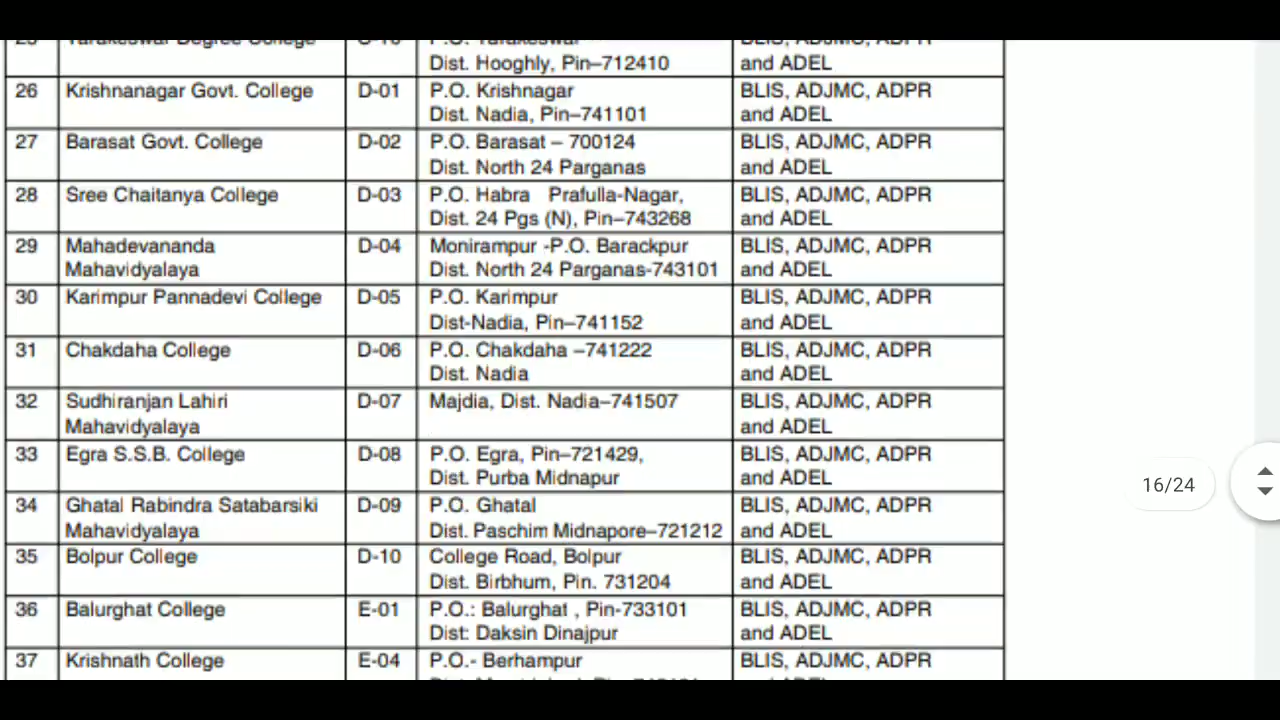 25 Tarakeswar Degree College C-10 P.O. Tarakeswar BLIS, ADJMC, ADPR
Dist. Hooghly, Pin–712410 and ADEL
26 Krishnanagar Govt. College D-01 P.O. Krishnagar BLIS, ADJMC, ADPR
Dist. Nadia, Pin–741101 and ADEL
27 Barasat Govt. College D-02 P.O. Barasat – 700124 BLIS, ADJMC, ADPR
Dist. North 24 Parganas and ADEL
28 Sree Chaitanya College D-03 P.O. Habra Prafulla-Nagar, BLIS, ADJMC, ADPR
Dist. 24 Pgs (N), Pin–743268 and ADEL
29 Mahadevananda D-04 Monirampur -P.O. Barackpur BLIS, ADJMC, ADPR
Mahavidyalaya Dist. North 24 Parganas-743101 and ADEL
30 Karimpur Pannadevi College D-05 P.O. Karimpur BLIS, ADJMC, ADPR
Dist-Nadia, Pin–741152 and ADEL
31 Chakdaha College D-06 P.O. Chakdaha –741222 BLIS, ADJMC, ADPR
Dist. Nadia and ADEL
32 Sudhiranjan Lahiri D-07 Majdia, Dist. Nadia–741507 BLIS, ADJMC, ADPR
Mahavidyalaya and ADEL
33 Egra S.S.B. College D-08 P.O. Egra, Pin–721429, BLIS, ADJMC, ADPR
Dist. Purba Midnapur and ADEL
16/24
34 Ghatal Rabindra Satabarsiki D-09 P.O. Ghatal BLIS, ADJMC, ADPR
Mahavidyalaya Dist. Paschim Midnapore–721212 and ADEL
35 Bolpur College D-10 College Road, Bolpur BLIS, ADJMC, ADPR
Dist. Birbhum, Pin. 731204 and ADEL
36 Balurghat College E-01 P.O.: Balurghat , Pin-733101 BLIS, ADJMC, ADPR
Dist: Daksin Dinajpur and ADEL
37 Krishnath College E-04 P.O.- Berhampur BLIS, ADJMC, ADPR